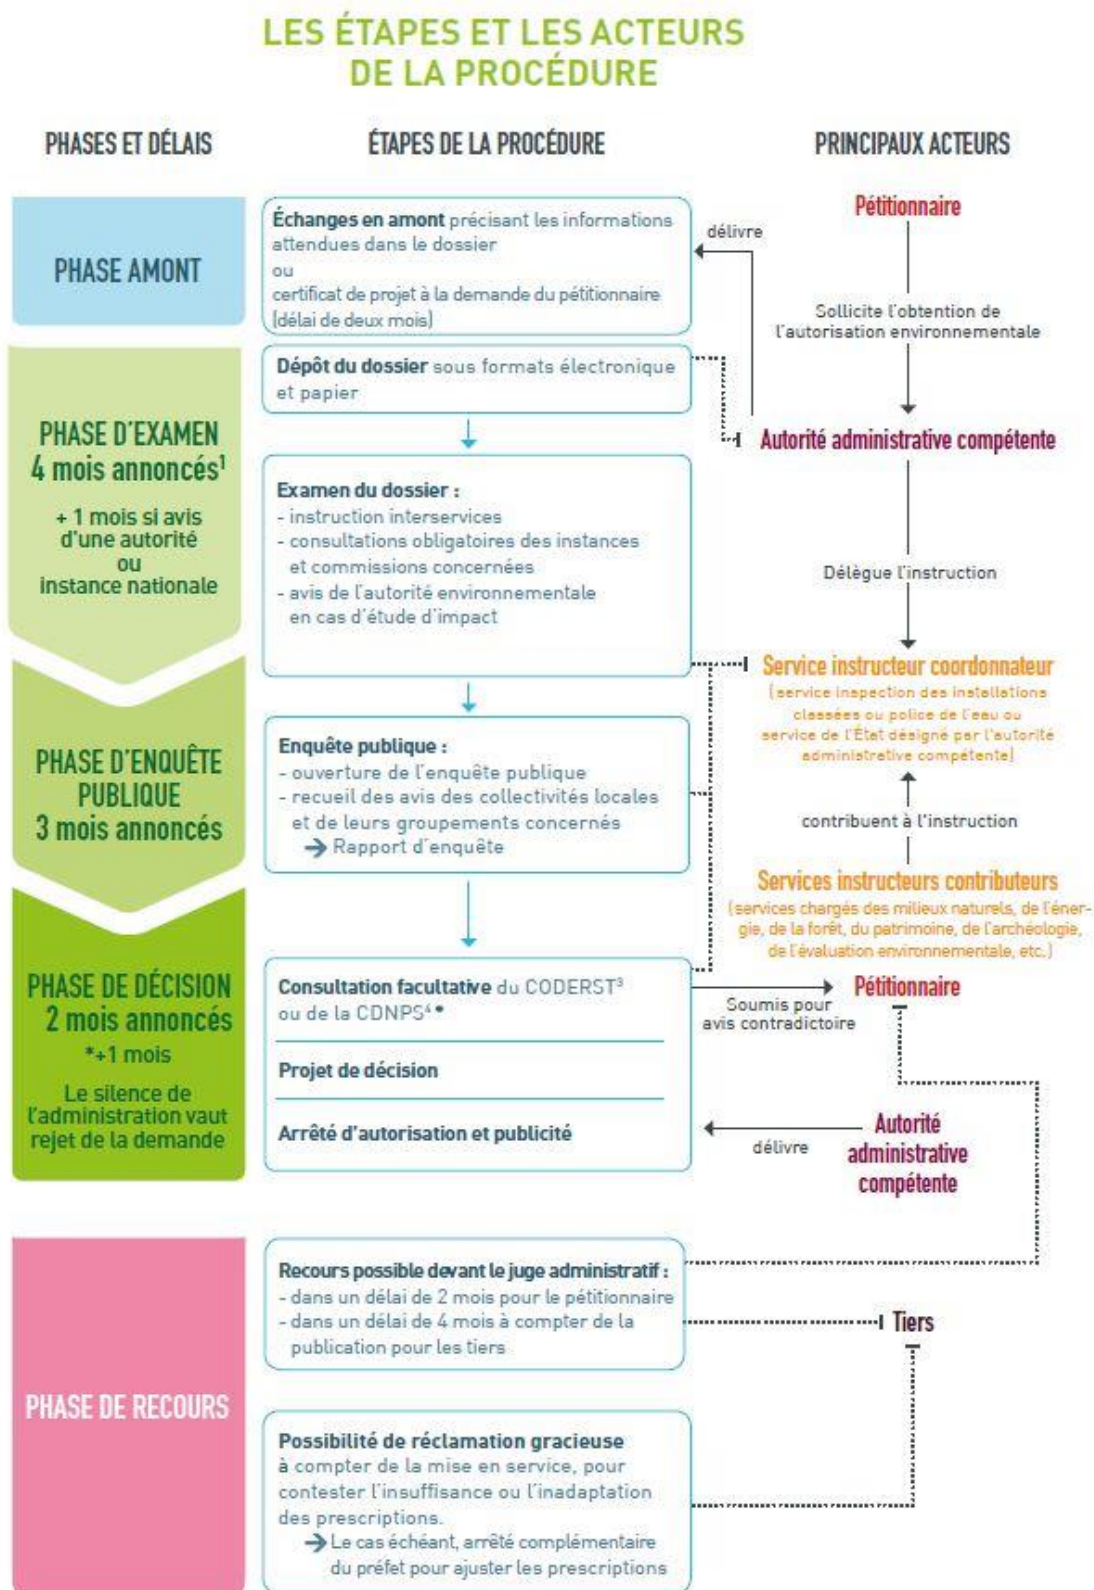 LES ÉTAPES ET LES ACTEURS
DE LA PROCÉDURE
PHASES ET DÉLAIS
ÉTAPES DE LA PROCÉDURE
PRINCIPAUX ACTEURS
PHASE AMONT
Échanges en amont précisant les informations
attendues dans le dossier
ou
certificat de projet à la demande du pétitionnaire
(délai de deux mois)
délivre
Pétitionnaire
Sollicite l'obtention de
l'autorisation environnementale
PHASE D'EXAMEN
4 mois annoncés¹
+ 1 mois si avis
d'une autorité
ou
instance nationale
Dépôt du dossier sous formats électronique
et papier
Autorité administrative compétente
Examen du dossier :
- instruction interservices
- consultations obligatoires des instances
et commissions concernées
- avis de l'autorité environnementale
en cas d'étude d'impact
Délègue l'instruction
Service instructeur coordonnateur
(service inspection des installations
classées ou police de l'eau ou
service de l'État désigné par l'autorité
administrative compétente)
PHASE D'ENQUÊTE
PUBLIQUE
3 mois annoncés
Enquête publique :
- ouverture de l'enquête publique
- recueil des avis des collectivités locales
et de leurs groupements concernés
→ Rapport d'enquête
contribuent à l'instruction
Services instructeurs contributeurs
(services chargés des milieux naturels, de l'éner-
gie, de la forêt, du patrimoine, de l'archéologie,
de l'évaluation environnementale, etc.)
PHASE DE DÉCISION
2 mois annoncés
*+1 mois
Le silence de
l'administration vaut
rejet de la demande
Consultation facultative du CODERST³
ou de la CDNPS⁴*
Projet de décision
Arrêté d'autorisation et publicité
Soumis pour
avis contradictoire
Pétitionnaire
délivre
Autorité
administrative
compétente
PHASE DE RECOURS
Recours possible devant le juge administratif :
- dans un délai de 2 mois pour le pétitionnaire
- dans un délai de 4 mois à compter de la
publication pour les tiers
Tiers
Possibilité de réclamation gracieuse
à compter de la mise en service, pour
contester l'insuffisance ou l'inadaptation
des prescriptions.
→ Le cas échéant, arrêté complémentaire
du préfet pour ajuster les prescriptions